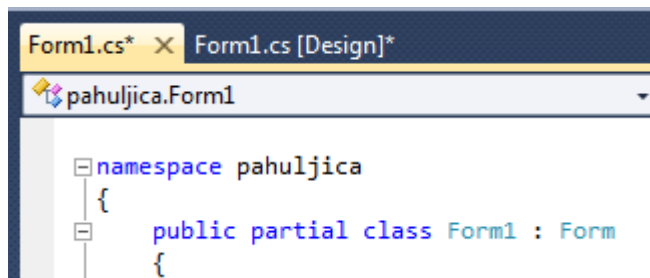 Form1.cs* Form1.cs [Design]*
pahuljica.Form1
namespace pahuljica
{
public partial class Form1 : Form
{